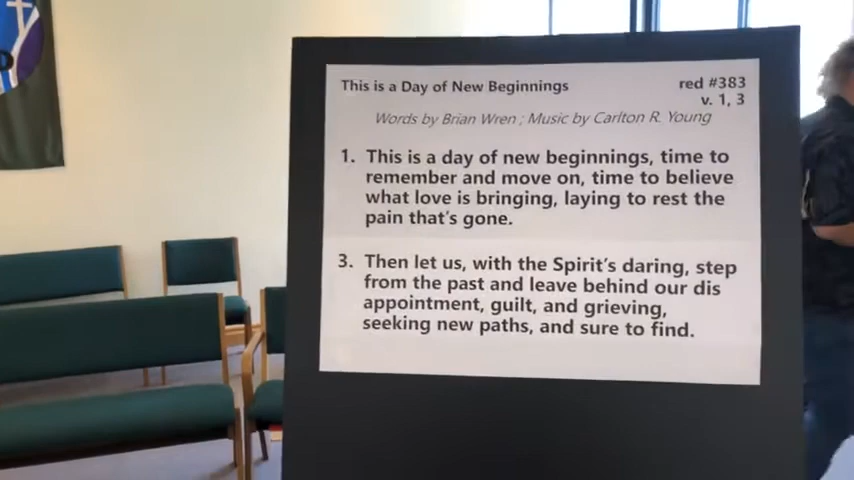 This is a Day of New Beginnings red #383
v. 1, 3
Words by Brian Wren ; Music by Carlton R. Young
1. This is a day of new beginnings, time to
remember and move on, time to believe
what love is bringing, laying to rest the
pain that's gone.
3. Then let us, with the Spirit's daring, step
from the past and leave behind our dis
appointment, guilt, and grieving,
seeking new paths, and sure to find.